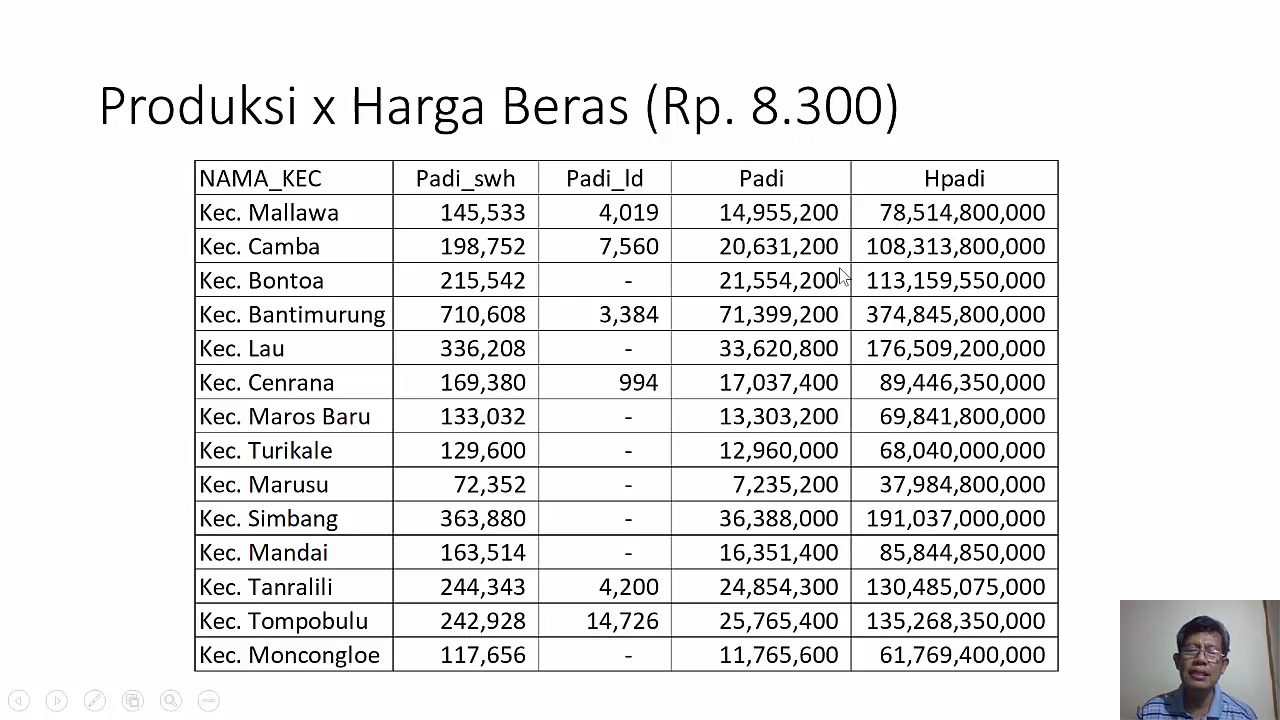 Produksi x Harga Beras (Rp. 8.300)
NAMA_KEC Padi_swh Padi_ld Padi Hpadi
Kec. Mallawa 145,533 4,019 14,955,200 78,514,800,000
Kec. Camba 198,752 7,560 20,631,200 108,313,800,000
Kec. Bontoa 215,542 - 21,554,200 113,159,550,000
Kec. Bantimurung 710,608 3,384 71,399,200 374,845,800,000
Kec. Lau 336,208 - 33,620,800 176,509,200,000
Kec. Cenrana 169,380 994 17,037,400 89,446,350,000
Kec. Maros Baru 133,032 - 13,303,200 69,841,800,000
Kec. Turikale 129,600 - 12,960,000 68,040,000,000
Kec. Marusu 72,352 - 7,235,200 37,984,800,000
Kec. Simbang 363,880 - 36,388,000 191,037,000,000
Kec. Mandai 163,514 - 16,351,400 85,844,850,000
Kec. Tanralili 244,343 4,200 24,854,300 130,485,075,000
Kec. Tompobulu 242,928 14,726 25,765,400 135,268,350,000
Kec. Moncongloe 117,656 - 11,765,600 61,769,400,000